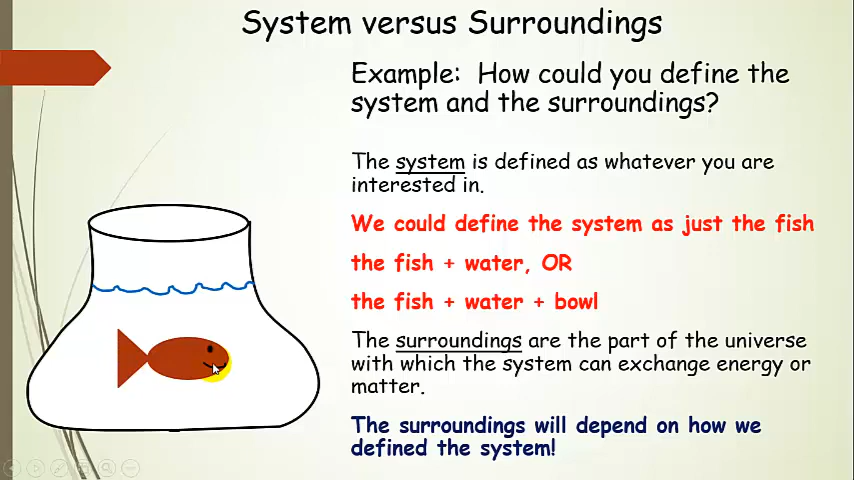 System versus Surroundings
Example: How could you define the
system and the surroundings?
The system is defined as whatever you are
interested in.
We could define the system as just the fish
the fish + water, OR
the fish + water + bowl
The surroundings are the part of the universe
with which the system can exchange energy or
matter.
The surroundings will depend on how we
defined the system!